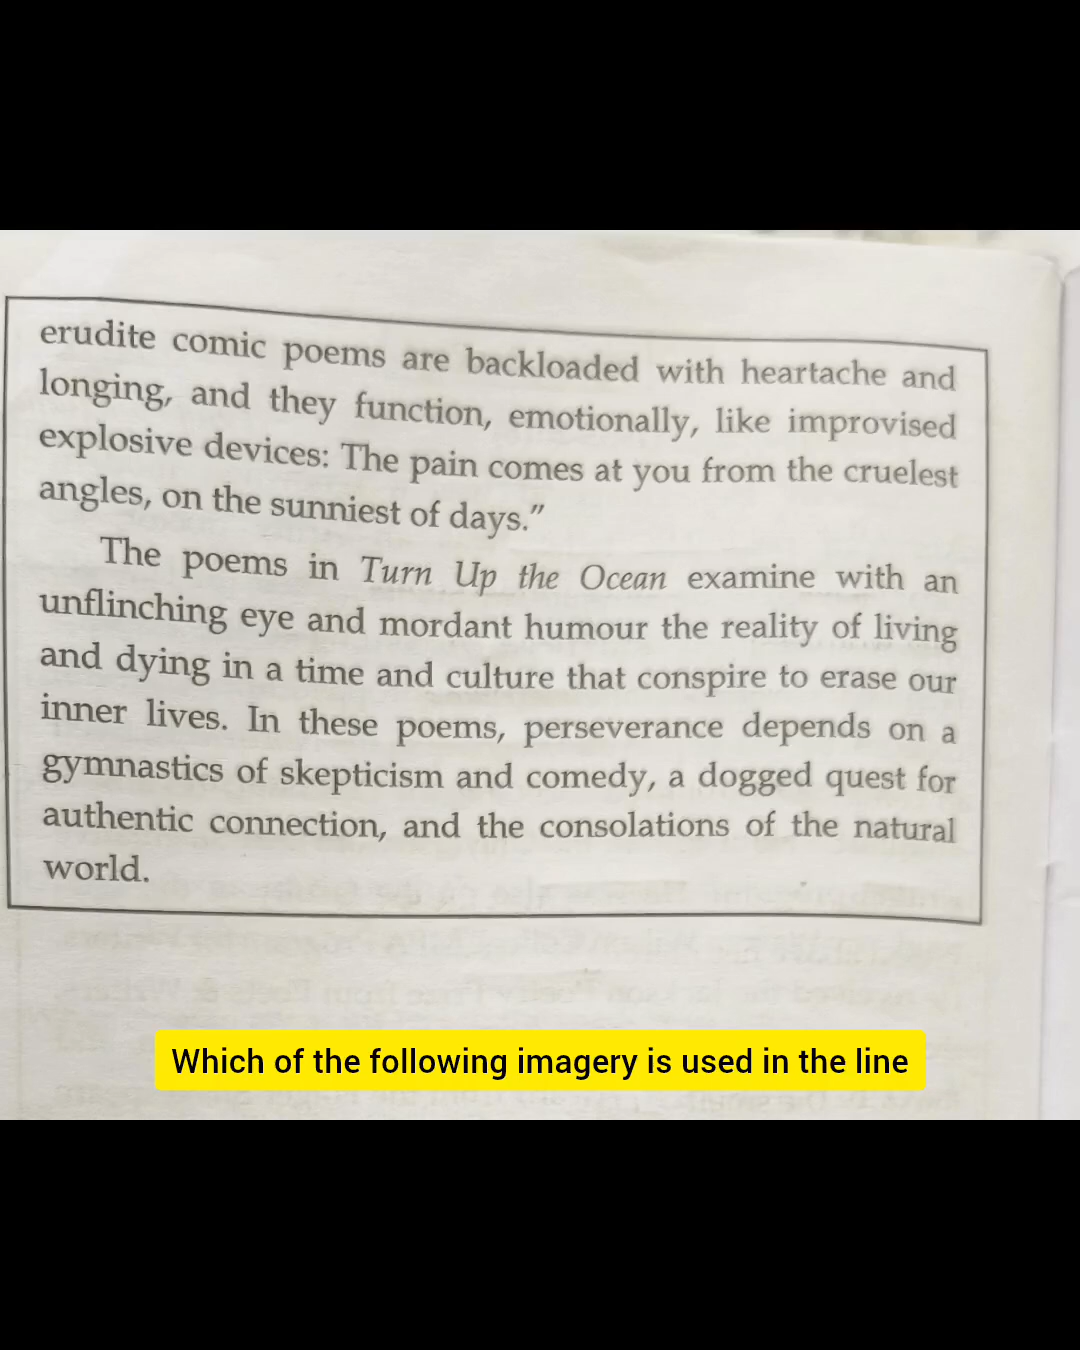 erudite comic poems are backloaded with heartache and
longing, and they function, emotionally, like improvised
explosive devices: The pain comes at you from the cruelest
angles, on the sunniest of days."
The poems in Turn Up the Ocean examine with an
unflinching eye and mordant humour the reality of living
and dying in a time and culture that conspire to erase our
inner lives. In these poems, perseverance depends on a
gymnastics of skepticism and comedy, a dogged quest for
authentic connection, and the consolations of the natural
world.
Which of the following imagery is used in the line